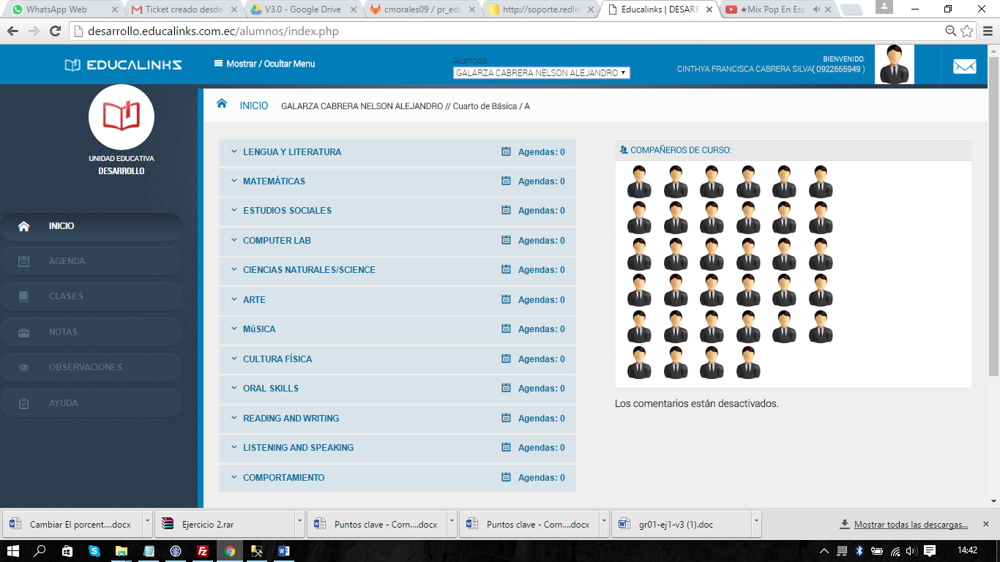 WhatsApp Web
Ticket creado desde
V3.0 - Google Drive
cmorales09 / pr_edu
http://soporte.redlin
Educalinks | DESARR
★Mix Pop En Esp
desarrollo.educalinks.com.ec/alumnos/index.php
EDUCALINKS
Mostrar / Ocultar Menu
Alumnos:
GALARZA CABRERA NELSON ALEJANDRO
BIENVENIDO,
CINTHYA FRANCISCA CABRERA SILVA( 0922655949 )
UNIDAD EDUCATIVA
DESARROLLO
INICIO
AGENDA
CLASES
NOTAS
OBSERVACIONES
AYUDA
INICIO GALARZA CABRERA NELSON ALEJANDRO // Cuarto de Básica / A
LENGUA Y LITERATURA Agendas: 0
MATEMÁTICAS Agendas: 0
ESTUDIOS SOCIALES Agendas: 0
COMPUTER LAB Agendas: 0
CIENCIAS NATURALES/SCIENCE Agendas: 0
ARTE Agendas: 0
MúSICA Agendas: 0
CULTURA FÍSICA Agendas: 0
ORAL SKILLS Agendas: 0
READING AND WRITING Agendas: 0
LISTENING AND SPEAKING Agendas: 0
COMPORTAMIENTO Agendas: 0
COMPAÑEROS DE CURSO:
Los comentarios están desactivados.
Cambiar El porcent....docx
Ejercicio 2.rar
Puntos clave - Corn....docx
Puntos clave - Corn....docx
gr01-ej1-v3 (1).doc
Mostrar todas las descargas...
14:42